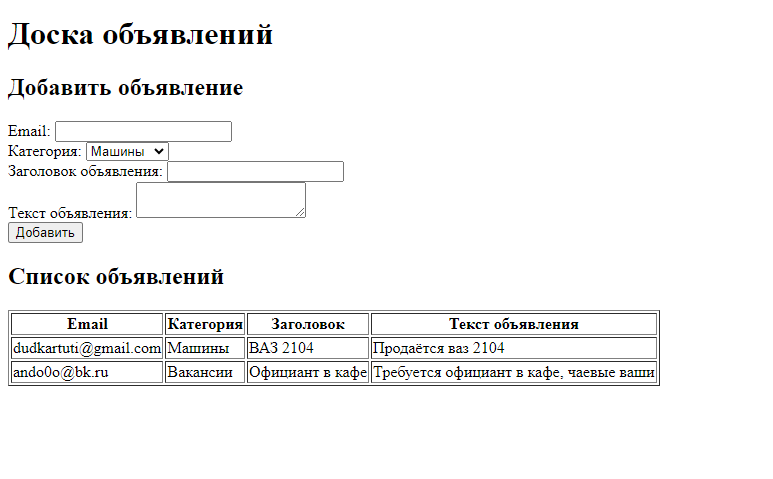 Доска объявлений
Добавить объявление
Email:
Категория: Машины
Заголовок объявления:
Текст объявления:
Добавить
Список объявлений
Email Категория Заголовок Текст объявления
dudkartuti@gmail.com Машины ВАЗ 2104 Продаётся ваз 2104
ando0o@bk.ru Вакансии Официант в кафе Требуется официант в кафе, чаевые ваши